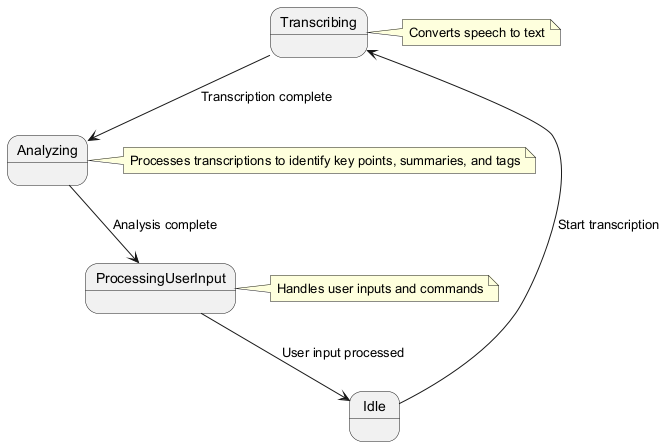 Transcribing
Converts speech to text
Transcription complete
Analyzing
Processes transcriptions to identify key points, summaries, and tags
Analysis complete
Start transcription
ProcessingUserInput
Handles user inputs and commands
User input processed
Idle